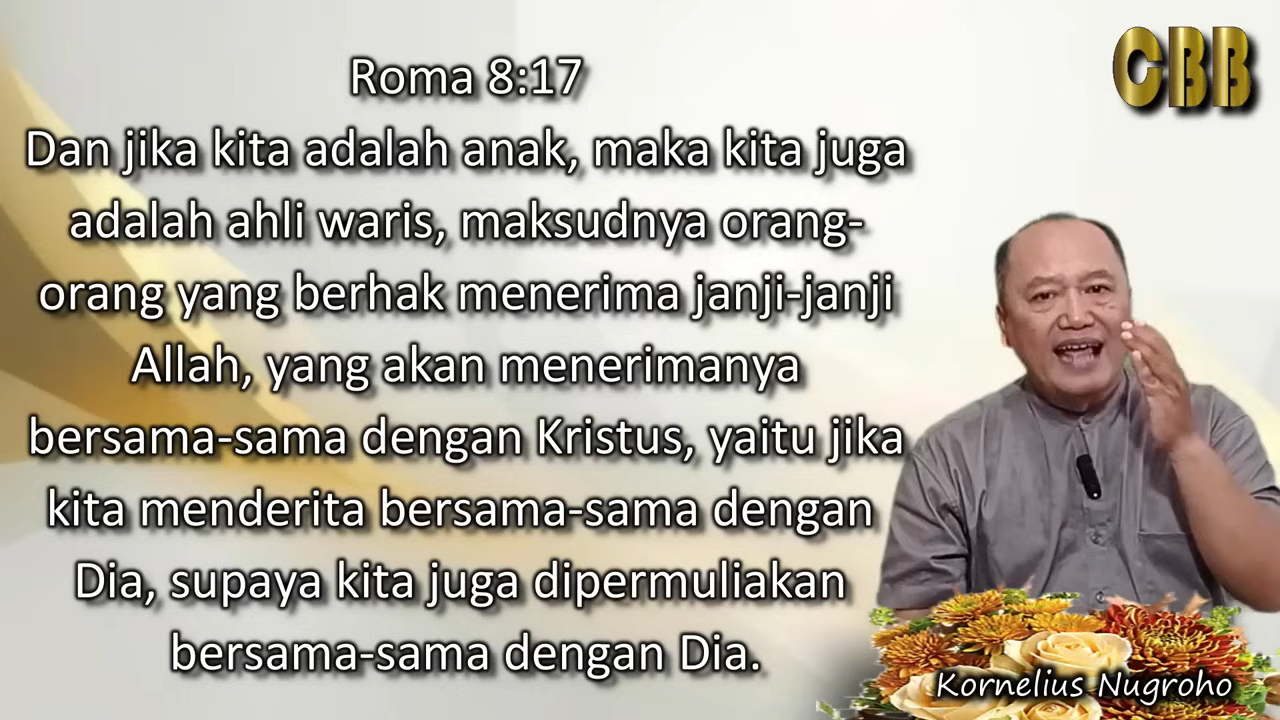 CBB
Roma 8:17
Dan jika kita adalah anak, maka kita juga
adalah ahli waris, maksudnya orang-
orang yang berhak menerima janji-janji
Allah, yang akan menerimanya
bersama-sama dengan Kristus, yaitu jika
kita menderita bersama-sama dengan
Dia, supaya kita juga dipermuliakan
bersama-sama dengan Dia.
Kornelius Nugroho